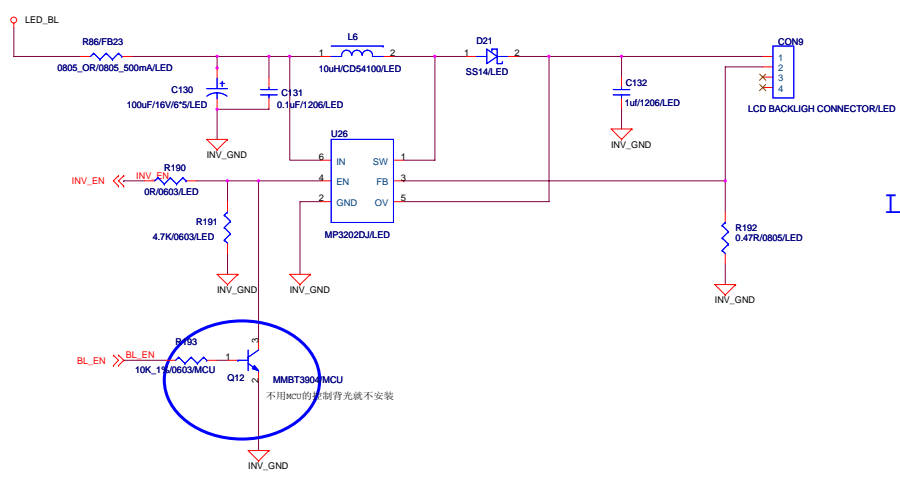 LED_BL
R86/FB23
0805_OR/0805_500mA/LED
L6
1
2
10uH/CD54100/LED
D21
1
2
SS14/LED
CON9
1
2
3
4
LCD BACKLIGH CONNECTOR/LED
C130
100uF/16V/6*5/LED
C131
0.1uF/1206/LED
C132
1uf/1206/LED
INV_GND
INV_GND
U26
6
IN
SW
1
4
EN
FB
3
2
GND
OV
5
MP3202DJ/LED
INV_EN
INV_EN
R190
0R/0603/LED
R191
4.7K/0603/LED
INV_GND
INV_GND
R192
0.47R/0805/LED
INV_GND
BL_EN
BL_EN
R193
10K_1%/0603/MCU
1
3
2
Q12
MMBT3904/MCU
不用MCU的控制背光就不安装
INV_GND
L